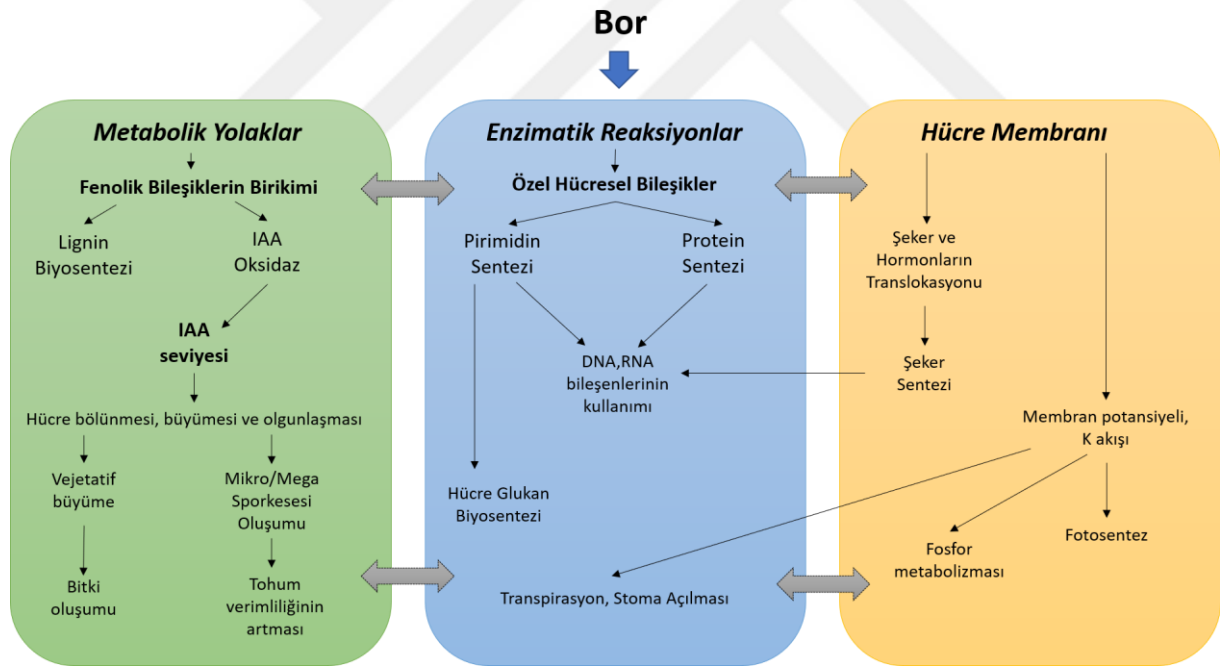 Bor
Metabolik Yolaklar
Fenolik Bileşiklerin Birikimi
Lignin
Biyosentezi
IAA
Oksidaz
IAA
seviyesi
Hücre bölünmesi, büyümesi ve olgunlaşması
Vejetatif
büyüme
Mikro/Mega
Sporkesesi
Oluşumu
Bitki
oluşumu
Tohum
verimliliğinin
artması
Enzimatik Reaksiyonlar
Özel Hücresel Bileşikler
Pirimidin
Sentezi
Protein
Sentezi
DNA,RNA
bileşenlerinin
kullanımı
Hücre Glukan
Biyosentezi
Transpirasyon, Stoma Açılması
Hücre Membranı
Şeker ve
Hormonların
Translokasyonu
Şeker
Sentezi
Membran potansiyeli,
K akışı
Fosfor
metabolizması
Fotosentez